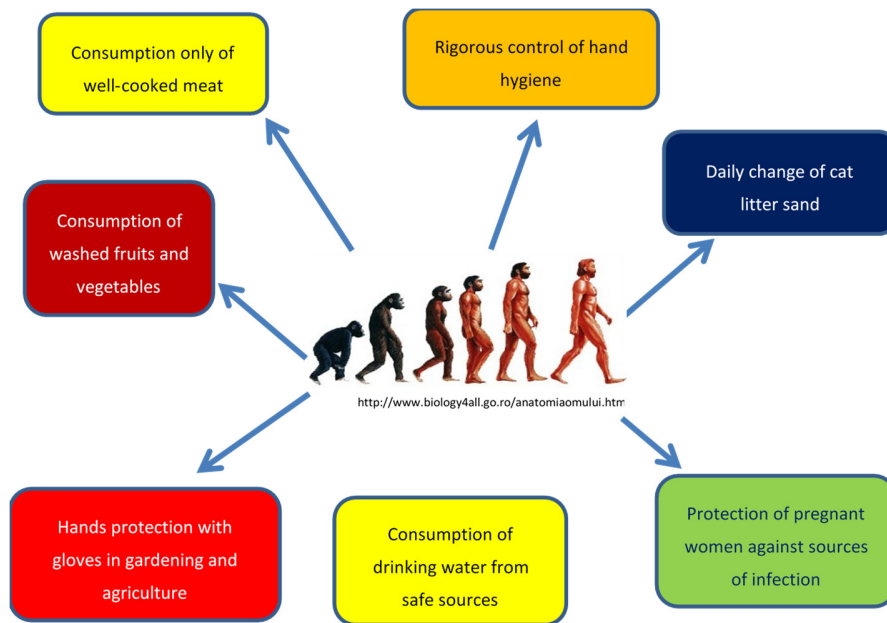 Consumption only of
well-cooked meat
Rigorous control of hand
hygiene
Daily change of cat
litter sand
Consumption of
washed fruits and
vegetables
http://www.biology4all.go.ro/anatomiaomului.htm
Hands protection with
gloves in gardening and
agriculture
Consumption of
drinking water from
safe sources
Protection of pregnant
women against sources
of infection